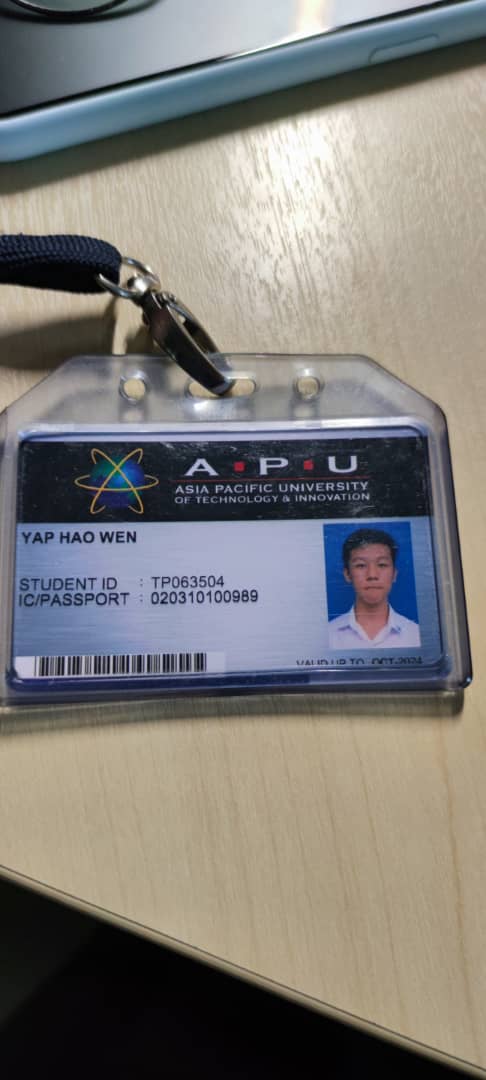 A·P·U
ASIA PACIFIC UNIVERSITY
OF TECHNOLOGY & INNOVATION
YAP HAO WEN
STUDENT ID : TP063504
IC/PASSPORT : 020310100989
VALID UP TO OCT-2024